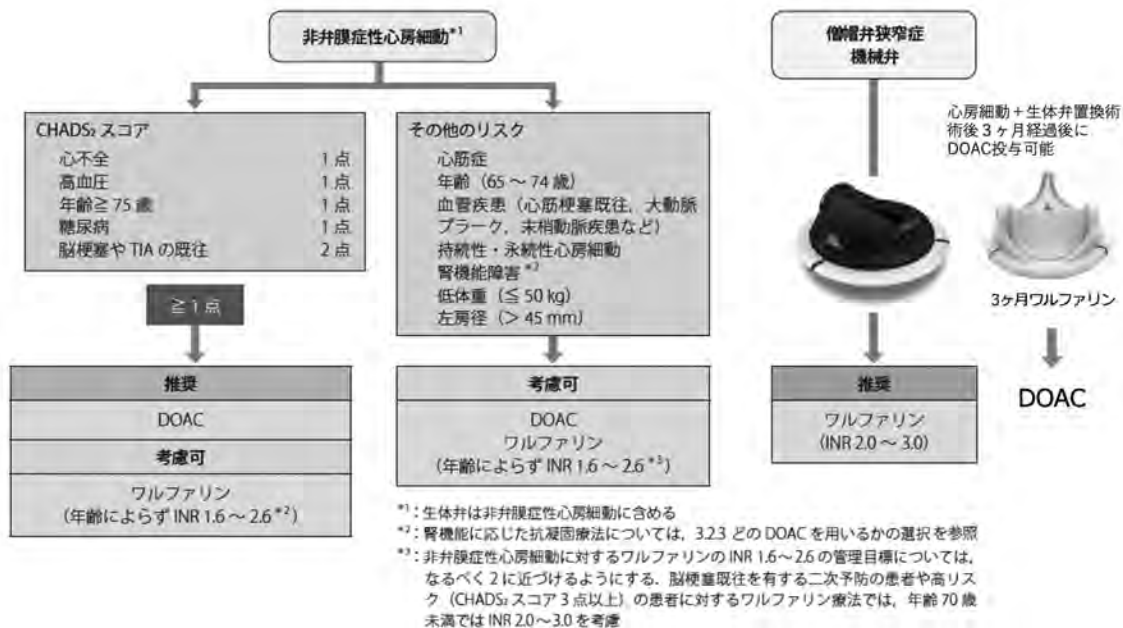 非弁膜症性心房細動*1
CHADS2 スコア
心不全 1点
高血圧 1点
年齢≧75歳 1点
糖尿病 1点
脳梗塞や TIA の既往 2点
≧1点
推奨
DOAC
考慮可
ワルファリン
(年齢によらず INR 1.6～2.6*2)
その他のリスク
心筋症
年齢(65～74歳)
血管疾患(心筋梗塞既往，大動脈
プラーク，末梢動脈疾患など)
持続性・永続性心房細動
腎機能障害*2
低体重(≦50 kg)
左房径(＞45 mm)
考慮可
DOAC
ワルファリン
(年齢によらず INR 1.6～2.6*3)
僧帽弁狭窄症
機械弁
推奨
ワルファリン
(INR 2.0～3.0)
心房細動＋生体弁置換術
術後3ヶ月経過後に
DOAC投与可能
3ヶ月ワルファリン
DOAC
*1：生体弁は非弁膜症性心房細動に含める
*2：腎機能に応じた抗凝固療法については，3.2.3 どの DOAC を用いるかの選択を参照
*3：非弁膜症性心房細動に対するワルファリンの INR 1.6～2.6 の管理目標については，
なるべく2に近づけるようにする．脳梗塞既往を有する二次予防の患者や高リス
ク(CHADS2 スコア3点以上)の患者に対するワルファリン療法では，年齢70歳
未満では INR 2.0～3.0 を考慮